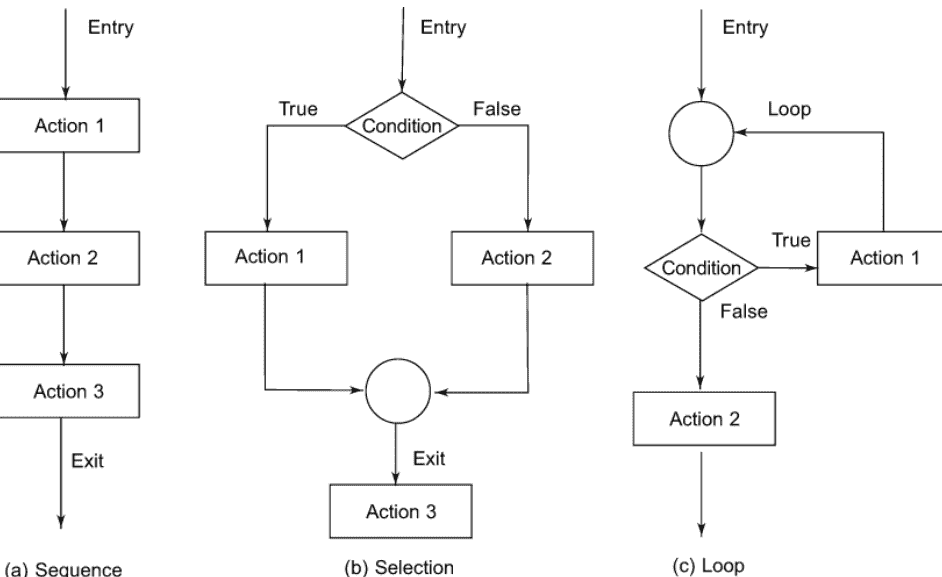 Entry
Action 1
Action 2
Action 3
Exit
(a) Sequence
Entry
True
Condition
False
Action 1
Action 2
Exit
Action 3
(b) Selection
Entry
Loop
Condition
True
Action 1
False
Action 2
(c) Loop